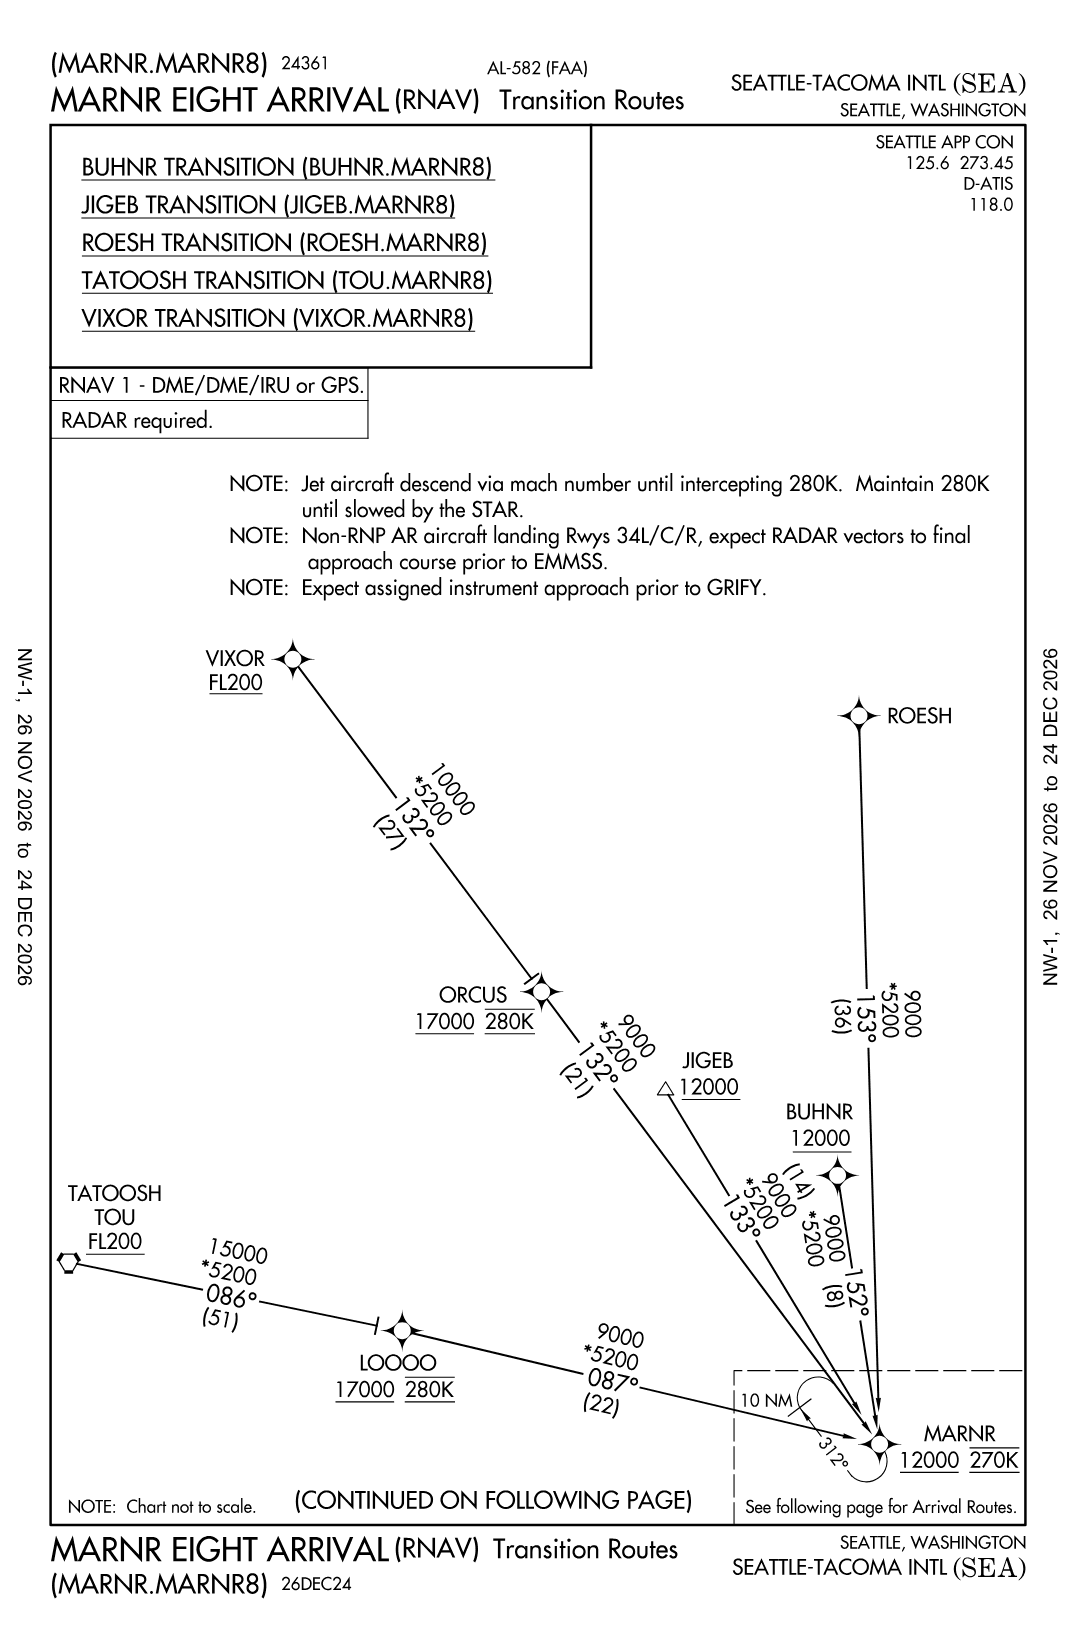 (MARNR.MARNR8) 24361
AL-582 (FAA)
SEATTLE-TACOMA INTL (SEA)
MARNR EIGHT ARRIVAL (RNAV) Transition Routes
SEATTLE, WASHINGTON
BUHNR TRANSITION (BUHNR.MARNR8)
JIGEB TRANSITION (JIGEB.MARNR8)
ROESH TRANSITION (ROESH.MARNR8)
TATOOSH TRANSITION (TOU.MARNR8)
VIXOR TRANSITION (VIXOR.MARNR8)
SEATTLE APP CON
125.6 273.45
D-ATIS
118.0
RNAV 1 - DME/DME/IRU or GPS.
RADAR required.
NOTE: Jet aircraft descend via mach number until intercepting 280K. Maintain 280K
until slowed by the STAR.
NOTE: Non-RNP AR aircraft landing Rwys 34L/C/R, expect RADAR vectors to final
approach course prior to EMMSS.
NOTE: Expect assigned instrument approach prior to GRIFY.
NW-1, 26 NOV 2026 to 24 DEC 2026
NW-1, 26 NOV 2026 to 24 DEC 2026
VIXOR
FL200
ROESH
10000
*5200
132°
(27)
ORCUS
17000 280K
9000
*5200
132°
(21)
9000
*5200
153°
(36)
JIGEB
12000
BUHNR
12000
(14)
9000
*5200
133°
9000
*5200
152°
(8)
TATOOSH
TOU
FL200
15000
*5200
086°
(51)
LOOOO
17000 280K
9000
*5200
087°
(22)
10 NM
312°
MARNR
12000 270K
NOTE: Chart not to scale.
(CONTINUED ON FOLLOWING PAGE)
See following page for Arrival Routes.
MARNR EIGHT ARRIVAL (RNAV) Transition Routes
SEATTLE, WASHINGTON
(MARNR.MARNR8) 26DEC24
SEATTLE-TACOMA INTL (SEA)